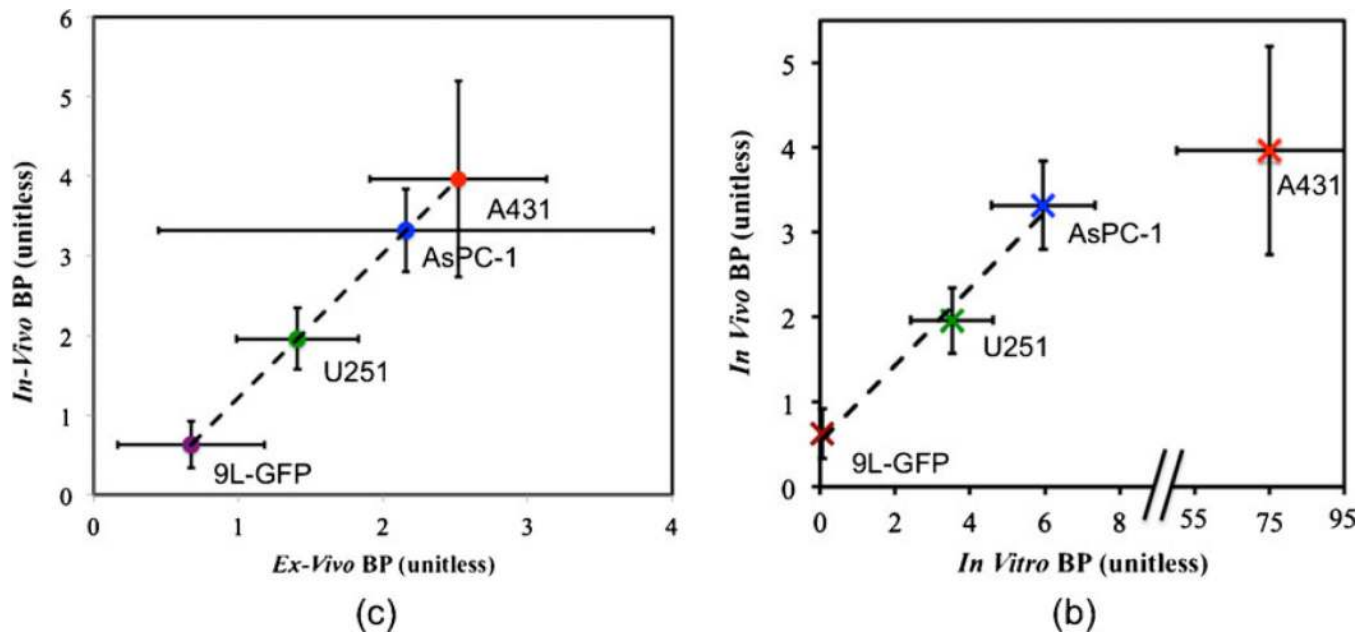 6
5
4
3
2
1
0
In-Vivo BP (unitless)
A431
AsPC-1
U251
9L-GFP
0 1 2 3 4
Ex-Vivo BP (unitless)
(c)
5
4
3
2
1
0
In Vivo BP (unitless)
A431
AsPC-1
U251
9L-GFP
0 2 4 6 8 55 75 95
In Vitro BP (unitless)
(b)